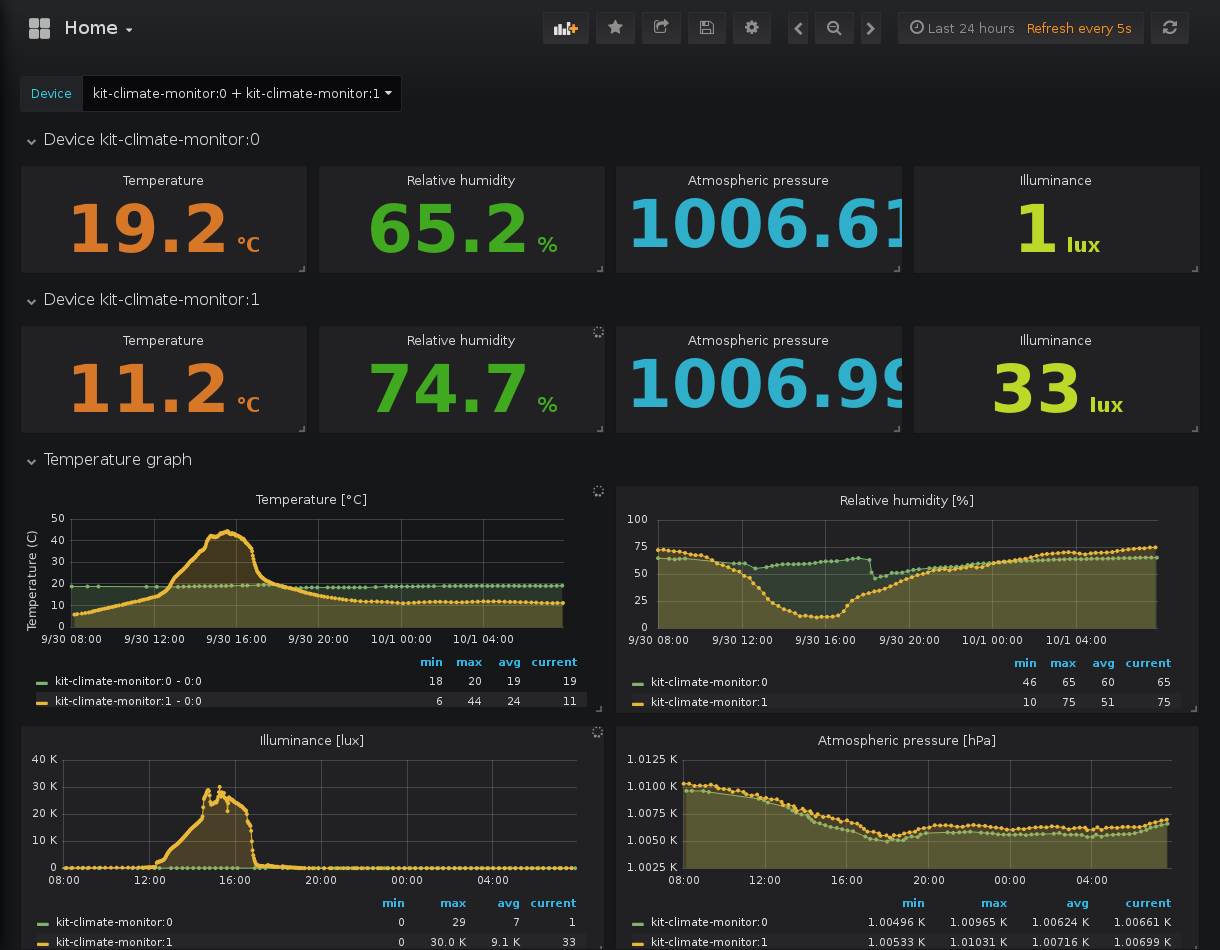 Home
Last 24 hours Refresh every 5s
Device kit-climate-monitor:0 + kit-climate-monitor:1
Device kit-climate-monitor:0
Temperature Relative humidity Atmospheric pressure Illuminance
19.2 °C 65.2 % 1006.61 1 lux
Device kit-climate-monitor:1
Temperature Relative humidity Atmospheric pressure Illuminance
11.2 °C 74.7 % 1006.99 33 lux
Temperature graph
Temperature [°C]
Temperature (C)
50
40
30
20
10
0
9/30 08:00 9/30 12:00 9/30 16:00 9/30 20:00 10/1 00:00 10/1 04:00
min max avg current
kit-climate-monitor:0 - 0:0 18 20 19 19
kit-climate-monitor:1 - 0:0 6 44 24 11
Relative humidity [%]
100
75
50
25
0
9/30 08:00 9/30 12:00 9/30 16:00 9/30 20:00 10/1 00:00 10/1 04:00
min max avg current
kit-climate-monitor:0 46 65 60 65
kit-climate-monitor:1 10 75 51 75
Illuminance [lux]
40 K
30 K
20 K
10 K
0
08:00 12:00 16:00 20:00 00:00 04:00
min max avg current
kit-climate-monitor:0 0 29 7 1
kit-climate-monitor:1 0 30.0 K 9.1 K 33
Atmospheric pressure [hPa]
1.0125 K
1.0100 K
1.0075 K
1.0050 K
1.0025 K
08:00 12:00 16:00 20:00 00:00 04:00
min max avg current
kit-climate-monitor:0 1.00496 K 1.00965 K 1.00624 K 1.00661 K
kit-climate-monitor:1 1.00533 K 1.01031 K 1.00716 K 1.00699 K